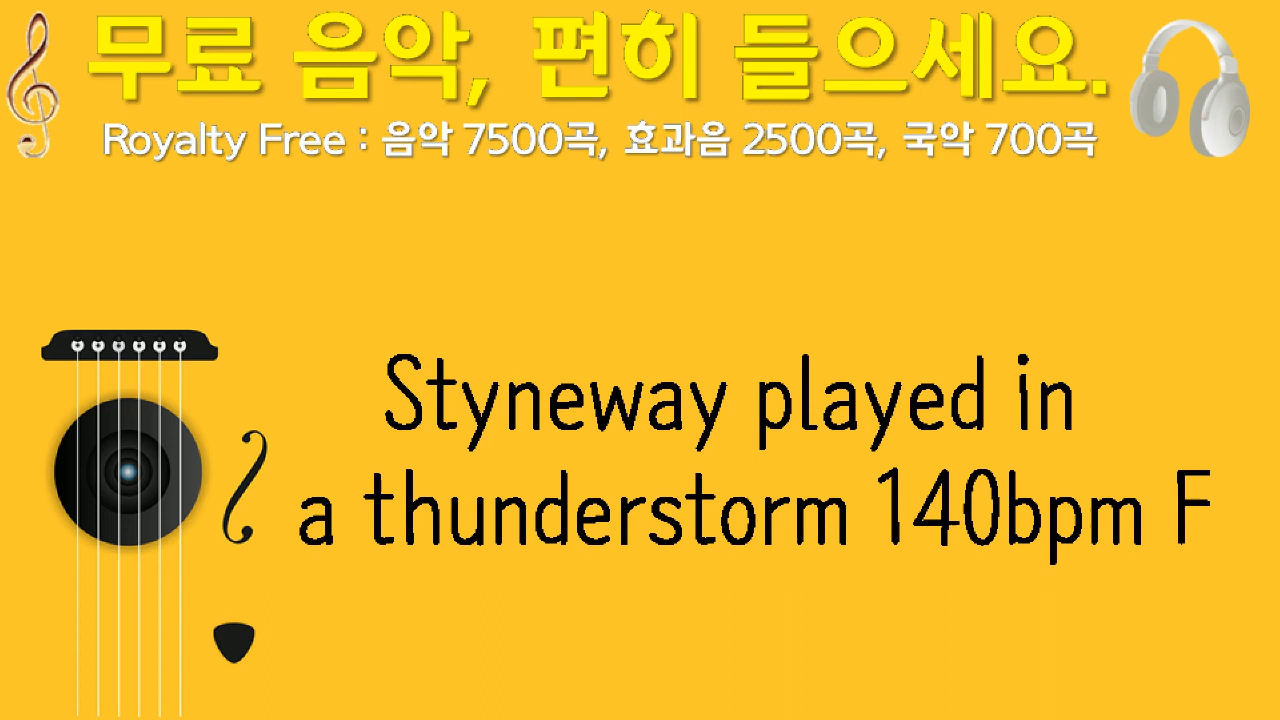 무료 음악, 편히 들으세요.
Royalty Free : 음악 7500곡, 효과음 2500곡, 국악 700곡
Styneway played in
a thunderstorm 140bpm F